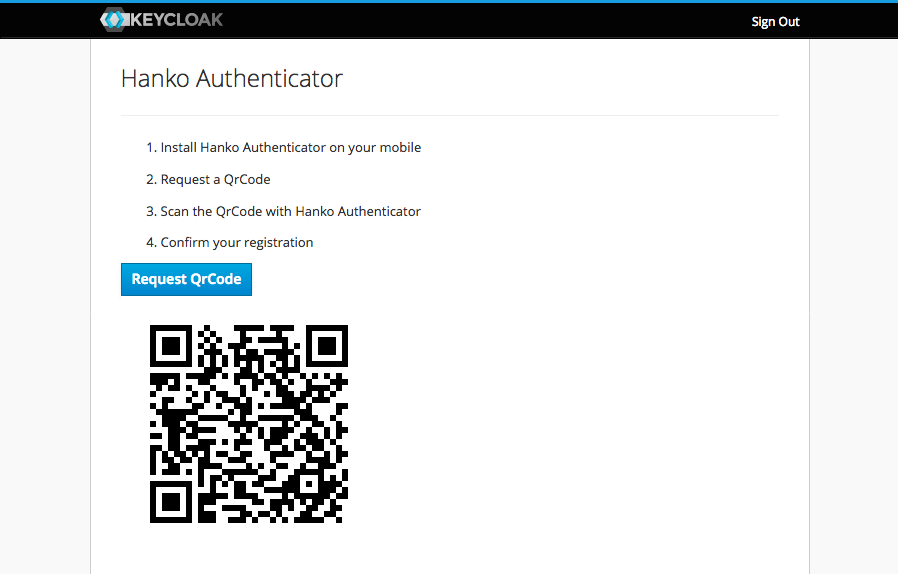 KEYCLOAK
Sign Out
Hanko Authenticator
1. Install Hanko Authenticator on your mobile
2. Request a QrCode
3. Scan the QrCode with Hanko Authenticator
4. Confirm your registration
Request QrCode